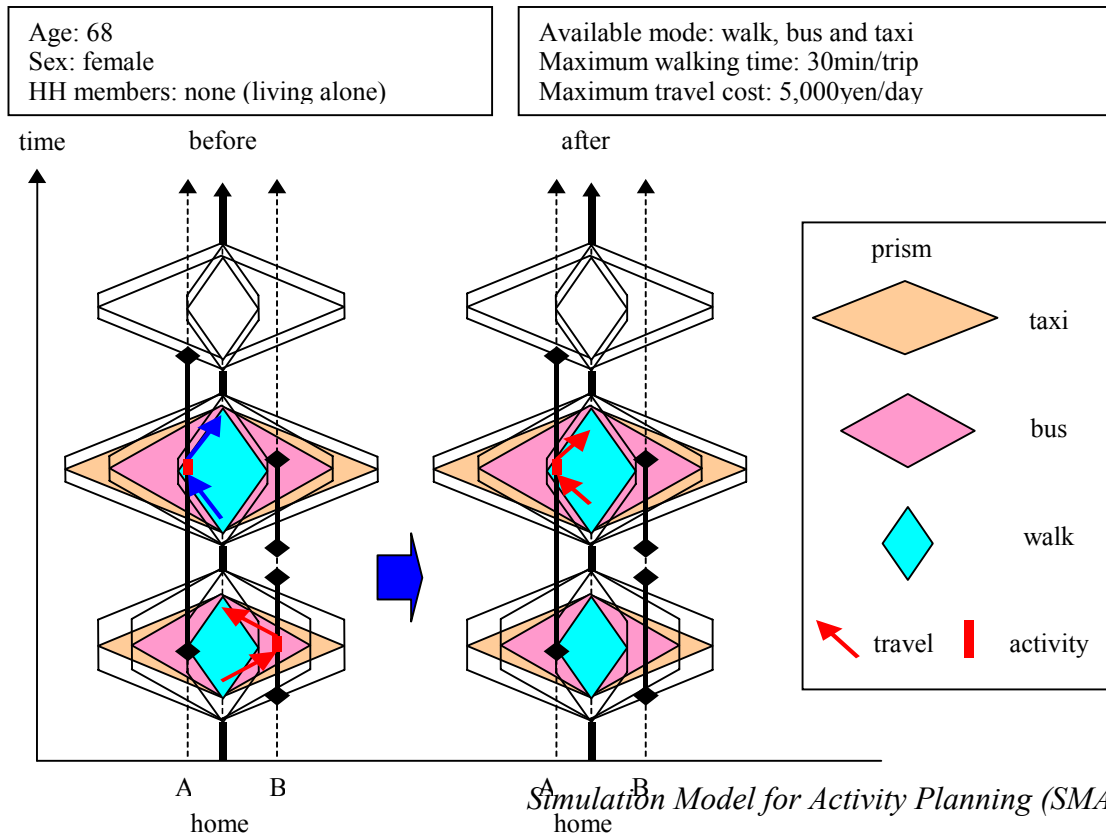 Age: 68
Sex: female
HH members: none (living alone)
Available mode: walk, bus and taxi
Maximum walking time: 30min/trip
Maximum travel cost: 5,000yen/day
time
before
after
prism
taxi
bus
walk
travel
activity
A
B
A
B
home
home
Simulation Model for Activity Planning (SMA